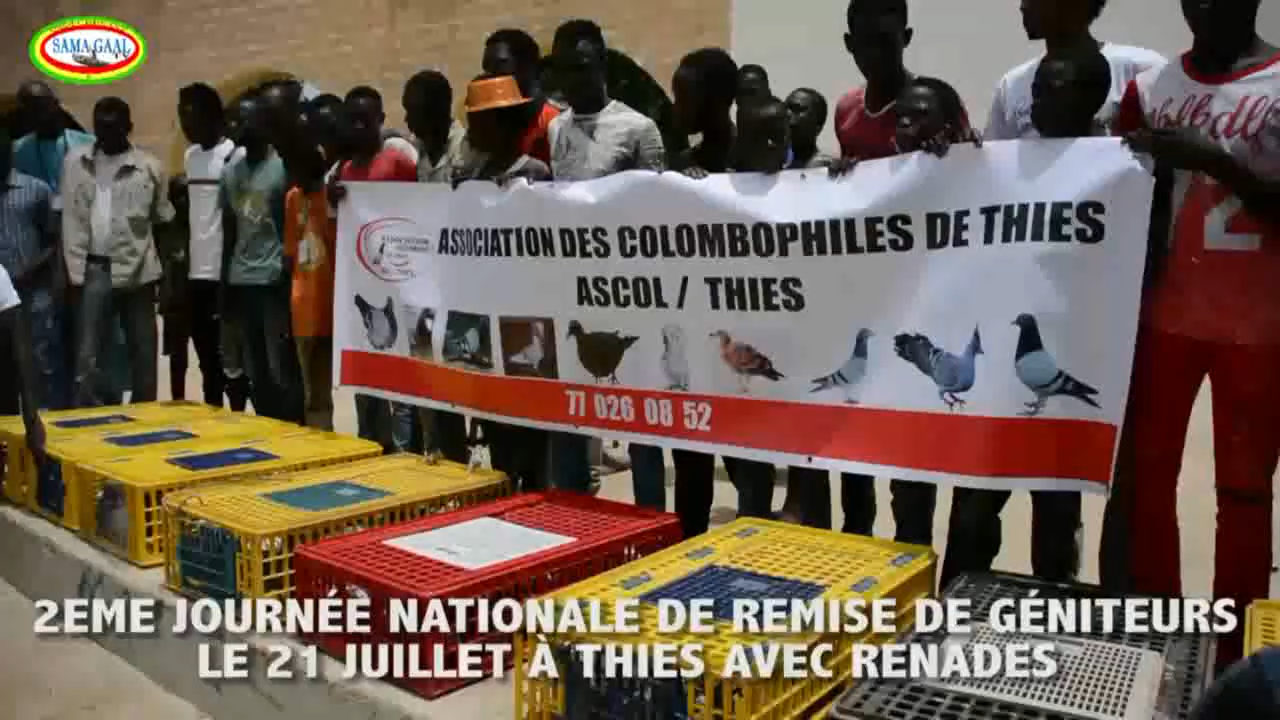 SAMA GAAL
ASSOCIATION DES COLOMBOPHILES DE THIES
ASCOL / THIES
71 026 08 52
2EME JOURNÉE NATIONALE DE REMISE DE GÉNITEURS
LE 21 JUILLET À THIES AVEC RENADES